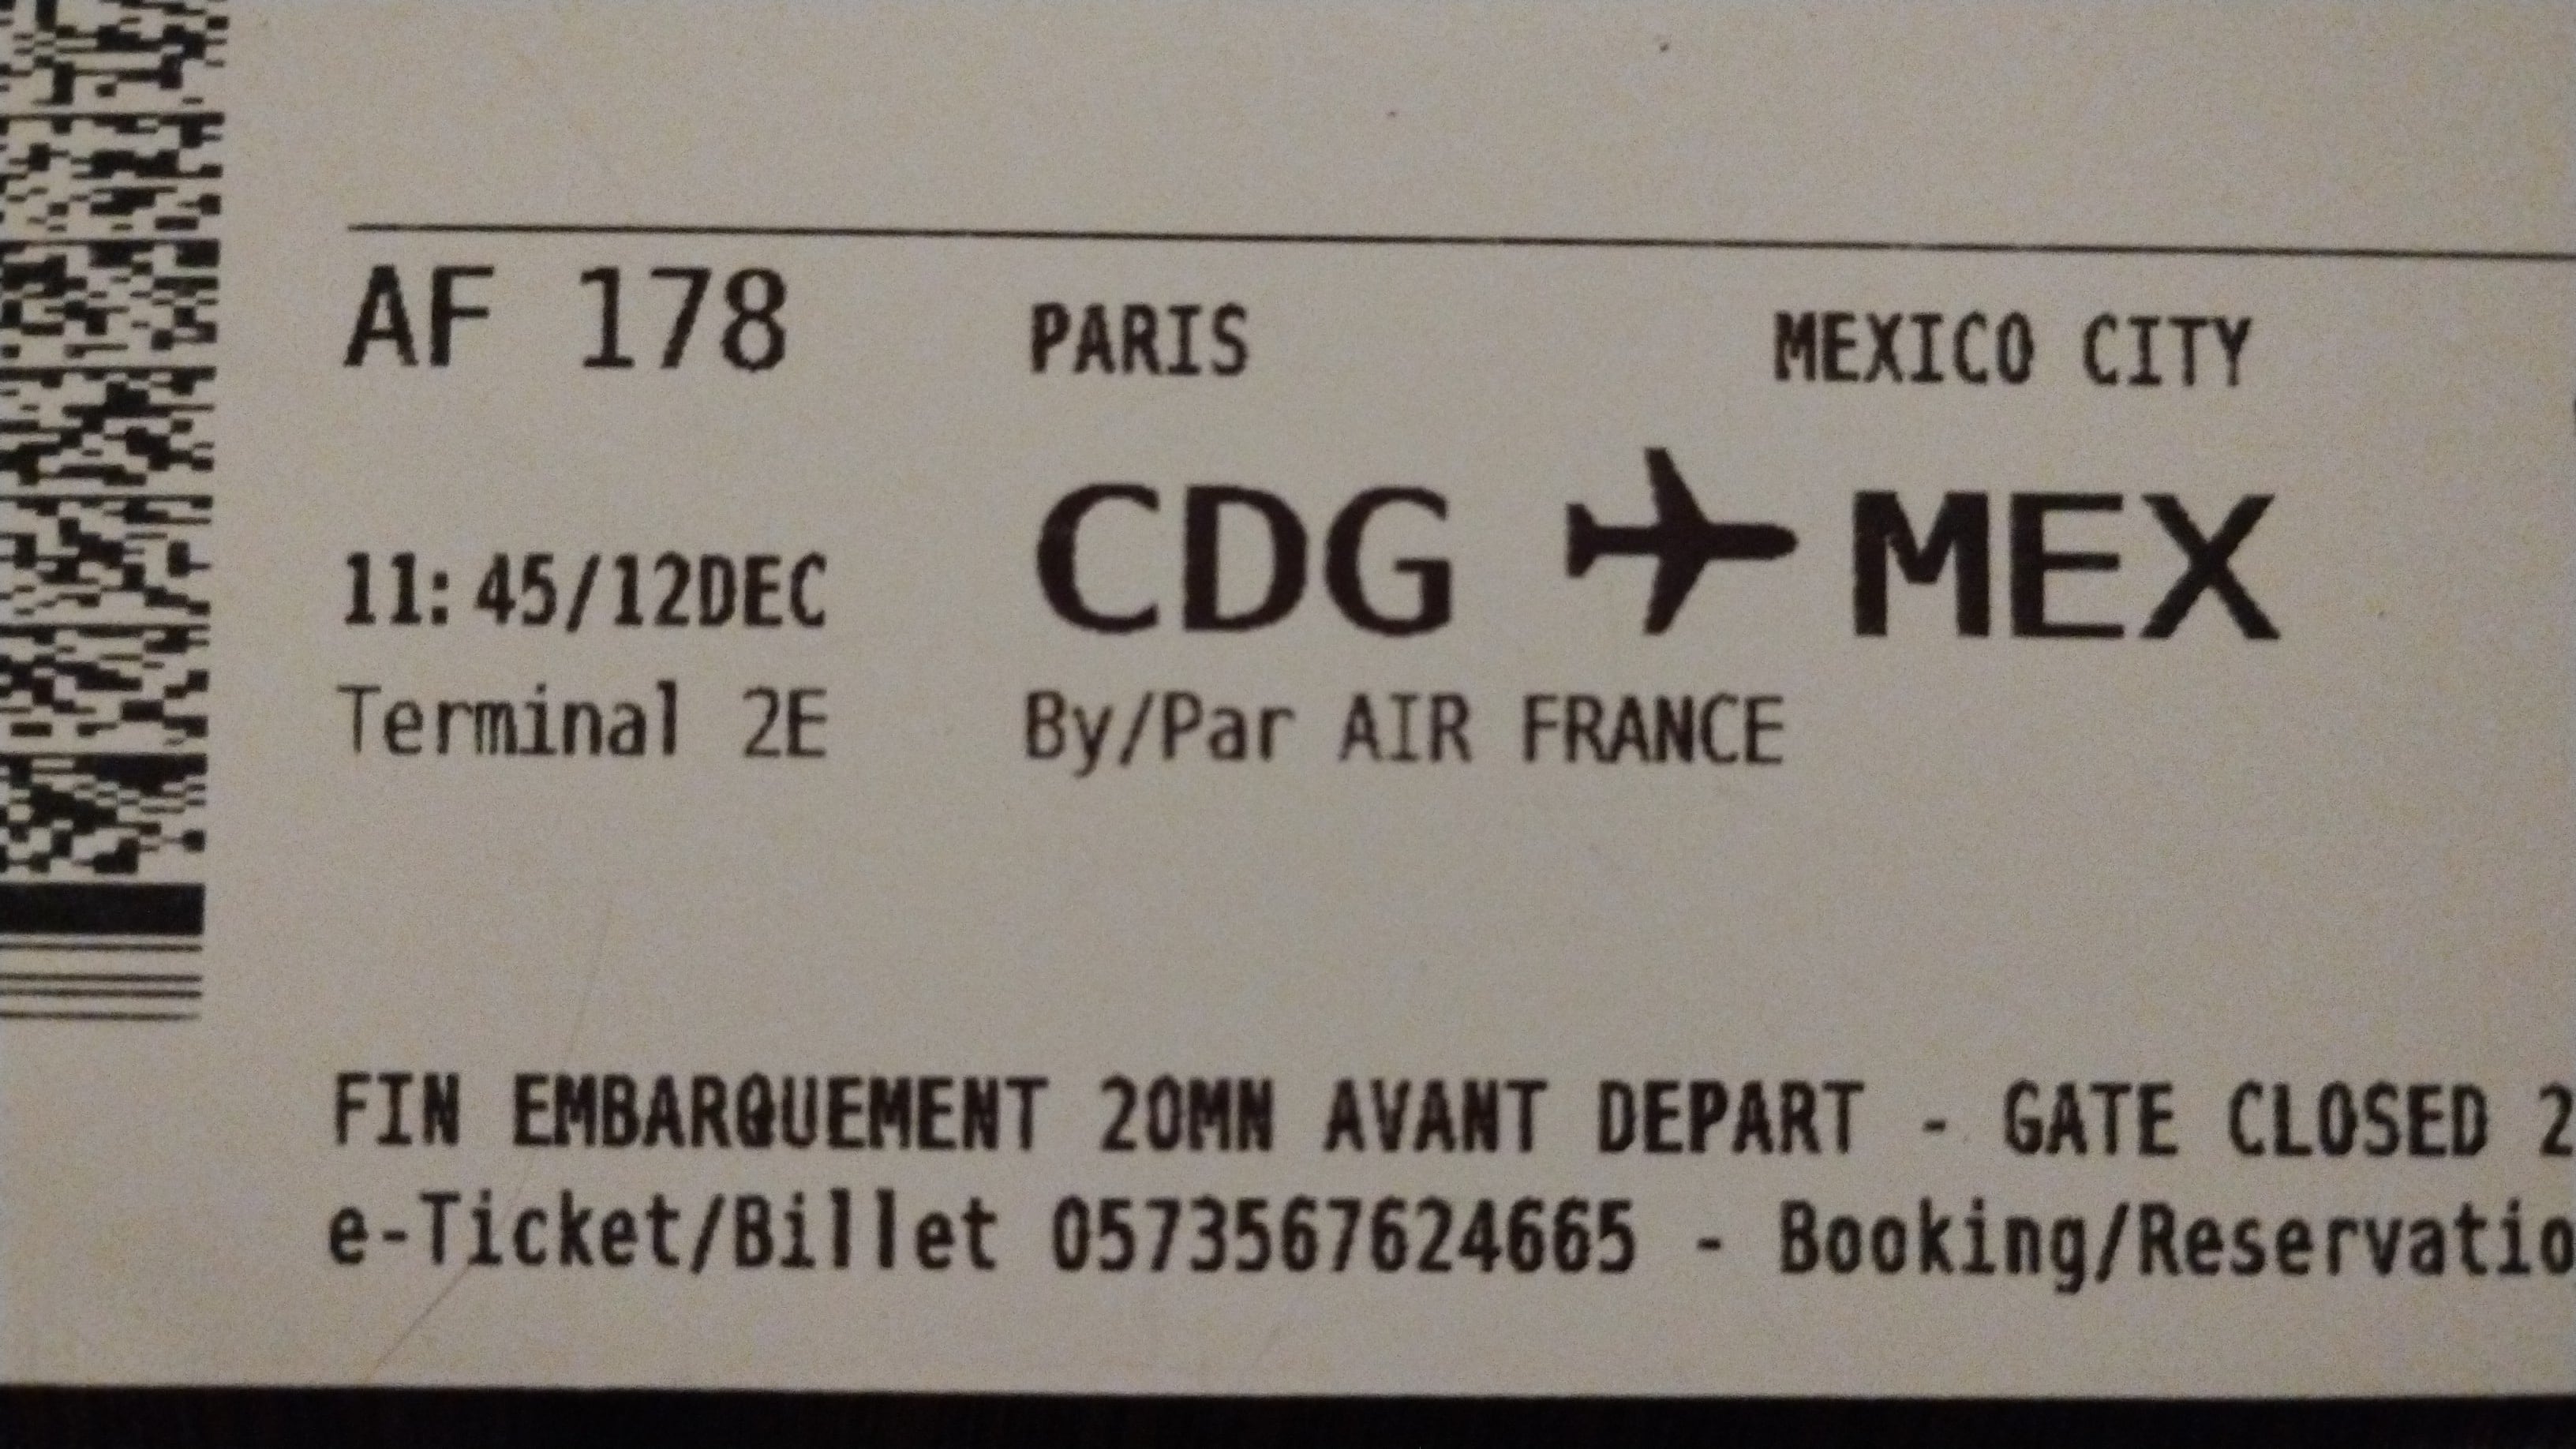 AF 178 PARIS MEXICO CITY
CDG MEX
11:45/12DEC
Terminal 2E By/Par AIR FRANCE
FIN EMBARQUEMENT 20MN AVANT DEPART - GATE CLOSED 2
e-Ticket/Billet 0573567624665 - Booking/Reservatio